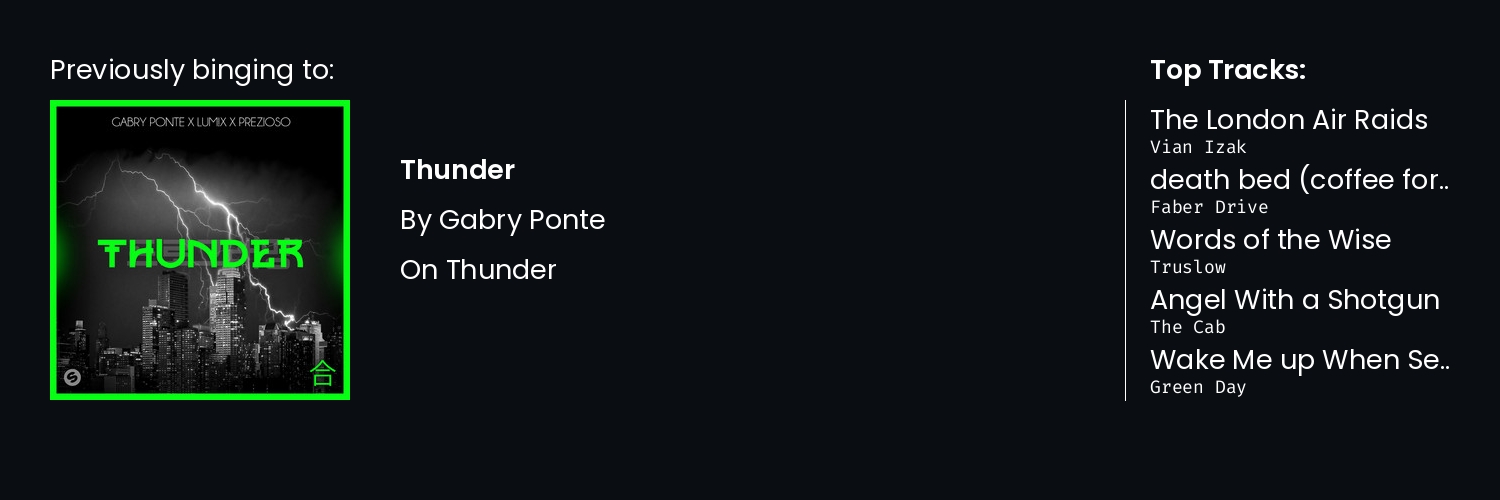 Previously binging to:
GABRY PONTE X LUMIX X PREZIOSO
THUNDER
合
Thunder
By Gabry Ponte
On Thunder
Top Tracks:
The London Air Raids
Vian Izak
death bed (coffee for..
Faber Drive
Words of the Wise
Truslow
Angel With a Shotgun
The Cab
Wake Me up When Se..
Green Day